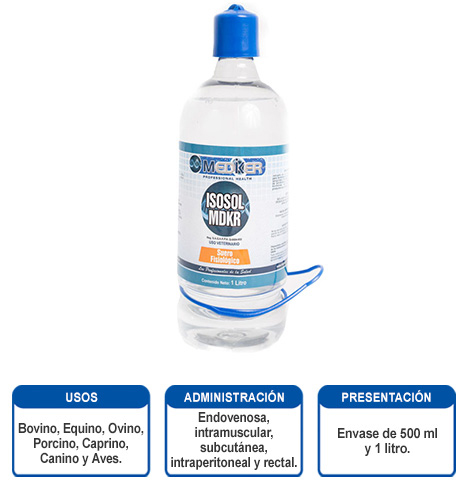 MEDKER
PROFESSIONAL HEALTH
ISOSOL
MDKR
USO VETERINARIO
Suero
Fisiológico
Los Profesionales de tu Salud
Contenido Neto: 1 Litro
USOS
Bovino, Equino, Ovino,
Porcino, Caprino,
Canino y Aves.
ADMINISTRACIÓN
Endovenosa,
intramuscular,
subcutánea,
intraperitoneal y rectal.
PRESENTACIÓN
Envase de 500 ml
y 1 litro.